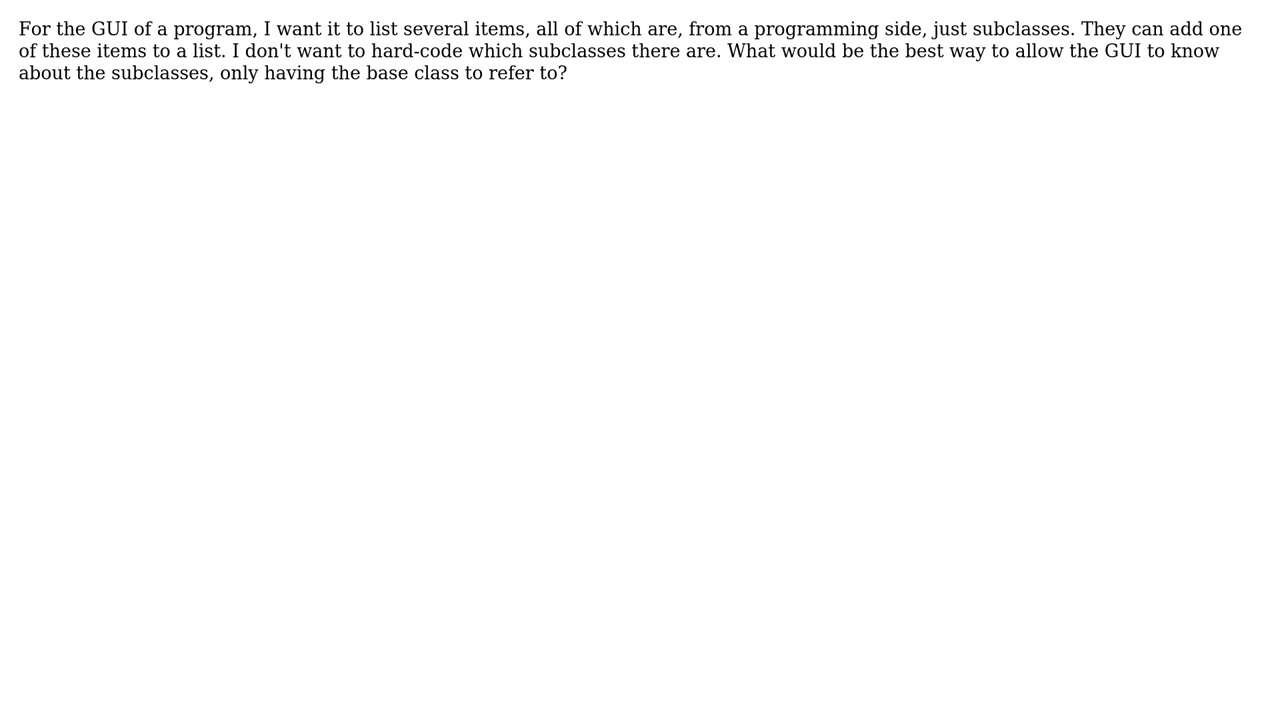 For the GUI of a program, I want it to list several items, all of which are, from a programming side, just subclasses. They can add one
of these items to a list. I don't want to hard-code which subclasses there are. What would be the best way to allow the GUI to know
about the subclasses, only having the base class to refer to?